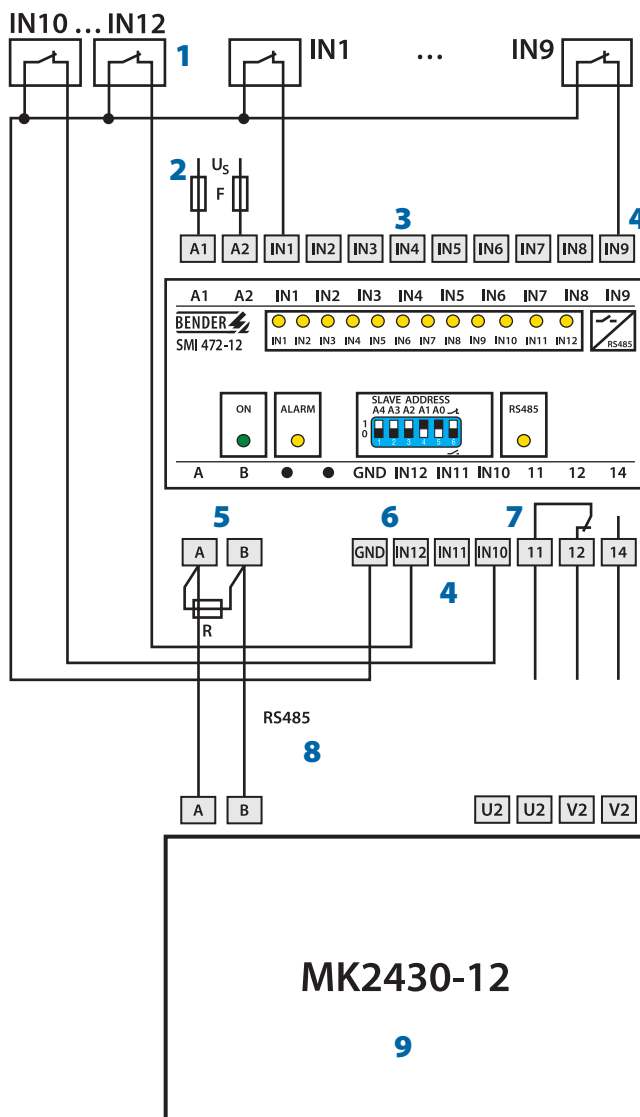 IN10 ... IN12
1
IN1 ... IN9
2
US
F
3
4
A1 A2 IN1 IN2 IN3 IN4 IN5 IN6 IN7 IN8 IN9
A1 A2 IN1 IN2 IN3 IN4 IN5 IN6 IN7 IN8 IN9
BENDER
SMI 472-12
IN1 IN2 IN3 IN4 IN5 IN6 IN7 IN8 IN9 IN10 IN11 IN12
RS485
ON
ALARM
SLAVE ADDRESS
A4 A3 A2 A1 A0
1
0
1 2 3 4 5 6
RS485
A B ● ● GND IN12 IN11 IN10 11 12 14
5
6
7
A B GND IN12 IN11 IN10 11 12 14
4
R
RS485
8
A B U2 U2 V2 V2
MK2430-12
9